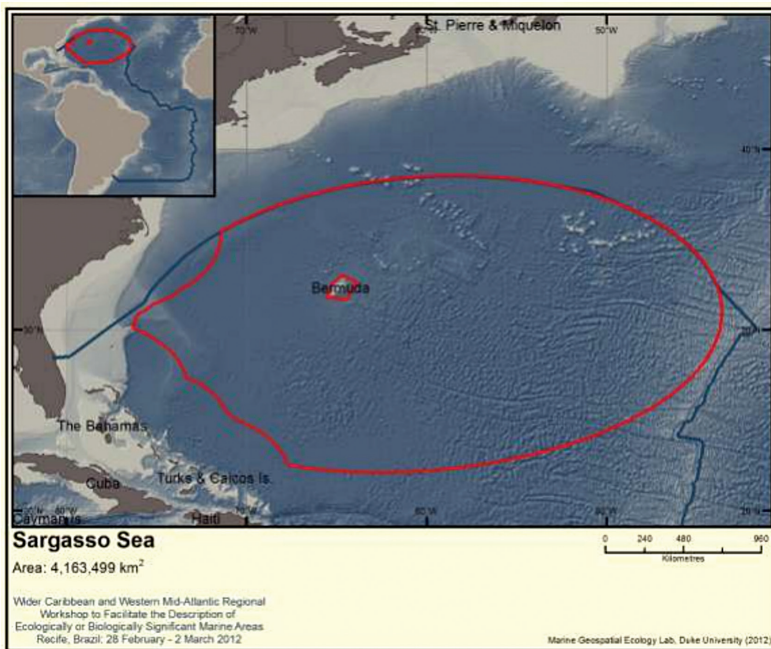 St. Pierre & Miquelon
70°W
50°W
40°N
Bermuda
30°N
The Bahamas
Turks & Caicos Is.
Cuba
Cayman Is.
Haiti
Sargasso Sea
Area: 4,163,499 km²
0 240 480 960
Kilometres
Wider Caribbean and Western Mid-Atlantic Regional
Workshop to Facilitate the Description of
Ecologically or Biologically Significant Marine Areas
Recife, Brazil: 28 February - 2 March 2012
Marine Geospatial Ecology Lab, Duke University (2012)